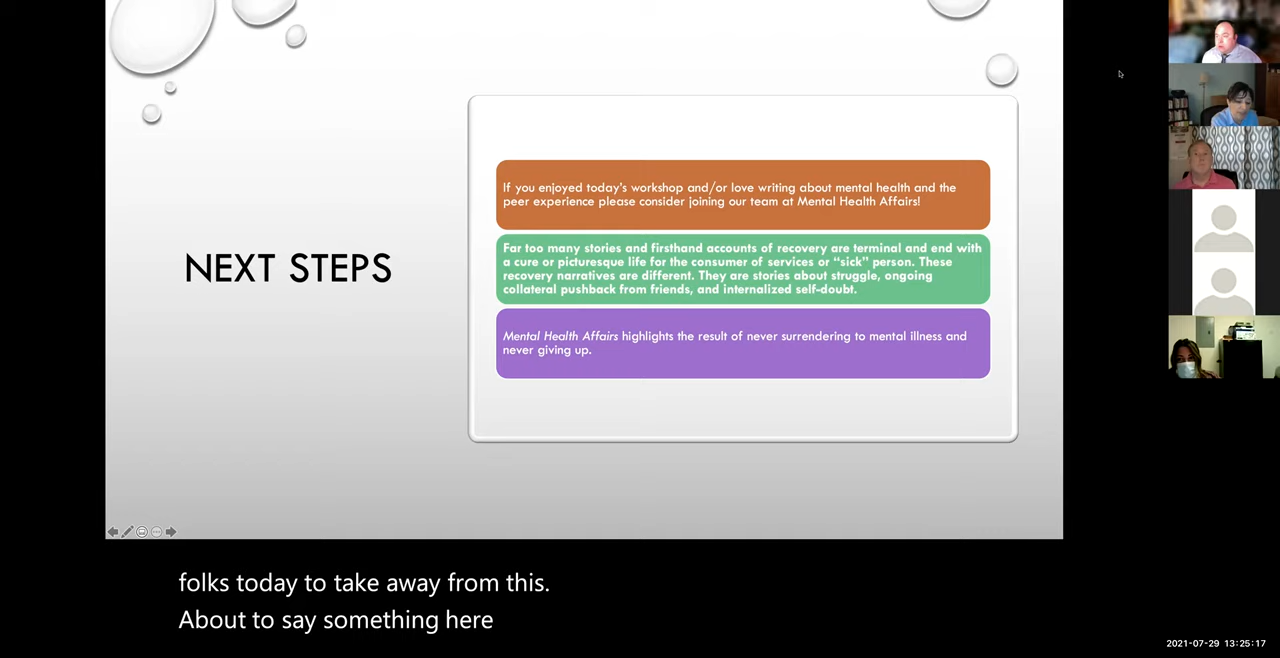 NEXT STEPS
If you enjoyed today's workshop and/or love writing about mental health and the
peer experience please consider joining our team at Mental Health Affairs!
Far too many stories and firsthand accounts of recovery are terminal and end with
a cure or picturesque life for the consumer of services or “sick” person. These
recovery narratives are different. They are stories about struggle, ongoing
collateral pushback from friends, and internalized self-doubt.
Mental Health Affairs highlights the result of never surrendering to mental illness and
never giving up.
folks today to take away from this.
About to say something here
2021-07-29 13:25:17